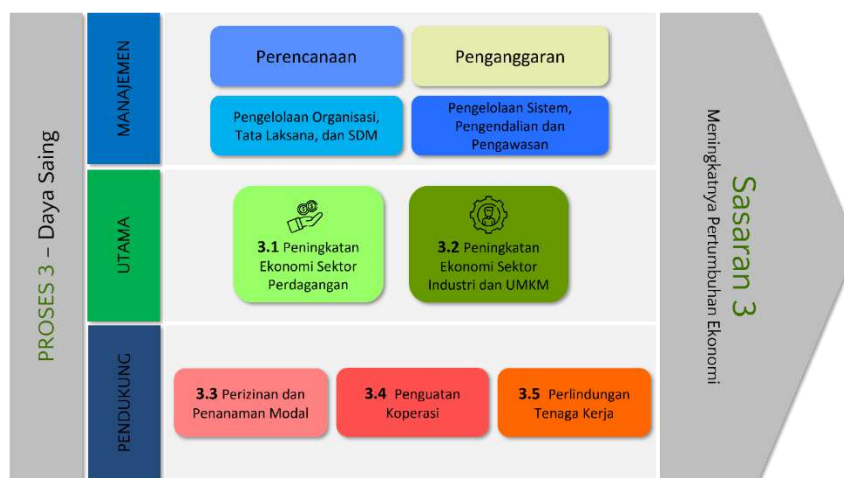 PROSES 3 – Daya Saing
MANAJEMEN
Perencanaan
Penganggaran
Pengelolaan Organisasi,
Tata Laksana, dan SDM
Pengelolaan Sistem,
Pengendalian dan
Pengawasan
UTAMA
3.1 Peningkatan
Ekonomi Sektor
Perdagangan
3.2 Peningkatan
Ekonomi Sektor
Industri dan UMKM
PENDUKUNG
3.3 Perizinan dan
Penanaman Modal
3.4 Penguatan
Koperasi
3.5 Perlindungan
Tenaga Kerja
Sasaran 3
Meningkatnya Pertumbuhan Ekonomi